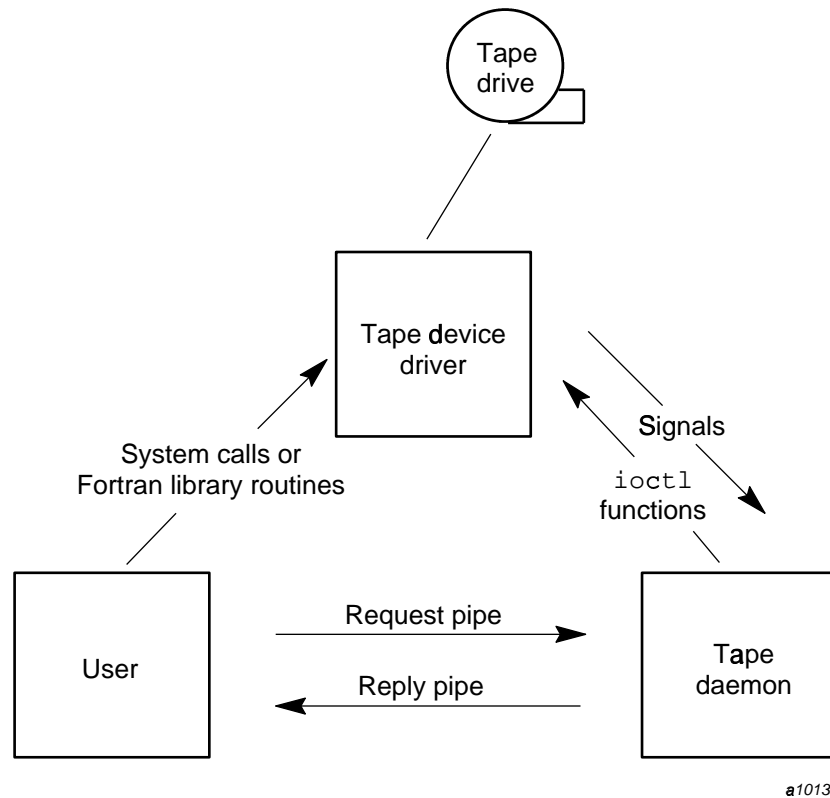 Tape
drive
Tape device
driver
Signals
System calls or
Fortran library routines
ioctl
functions
Request pipe
User
Tape
daemon
Reply pipe
a1013